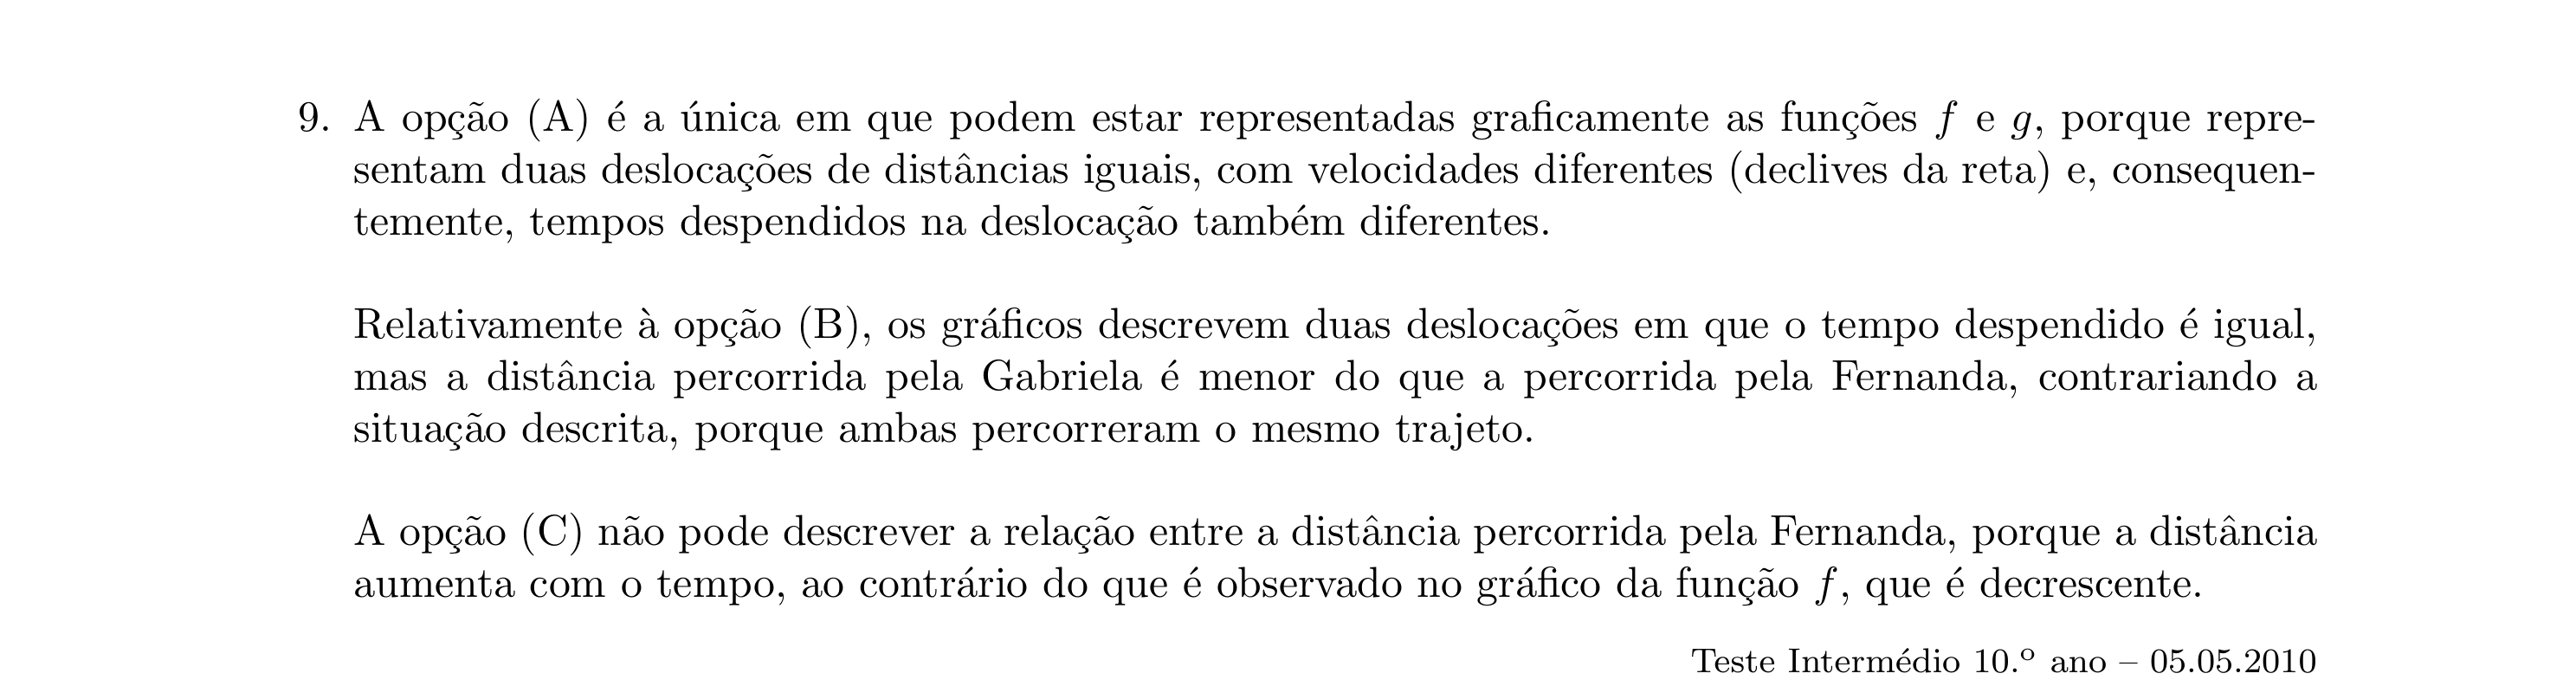 9. A opção (A) é a única em que podem estar representadas graficamente as funções f e g, porque repre-
sentam duas deslocações de distâncias iguais, com velocidades diferentes (declives da reta) e, consequen-
temente, tempos despendidos na deslocação também diferentes.
Relativamente à opção (B), os gráficos descrevem duas deslocações em que o tempo despendido é igual,
mas a distância percorrida pela Gabriela é menor do que a percorrida pela Fernanda, contrariando a
situação descrita, porque ambas percorreram o mesmo trajeto.
A opção (C) não pode descrever a relação entre a distância percorrida pela Fernanda, porque a distância
aumenta com o tempo, ao contrário do que é observado no gráfico da função f, que é decrescente.
Teste Intermédio 10.º ano – 05.05.2010